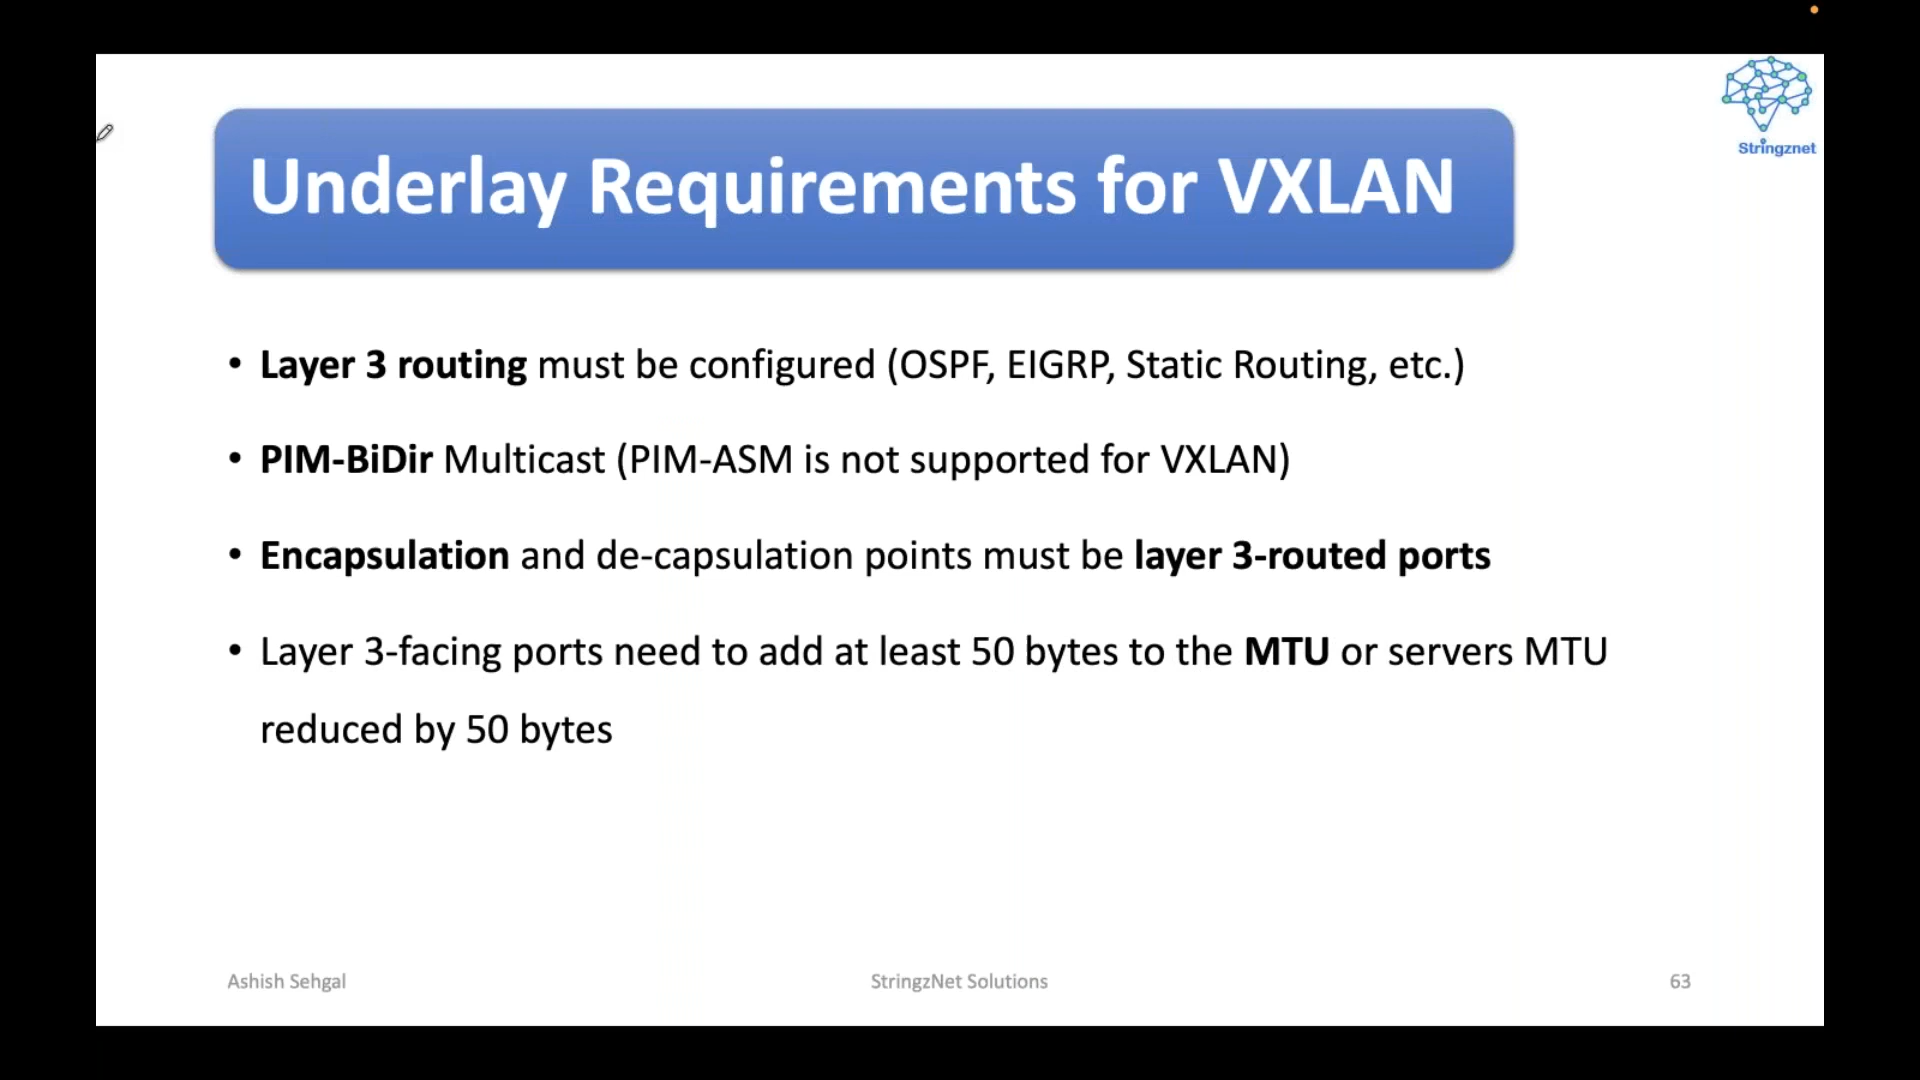 Stringznet
Underlay Requirements for VXLAN
• Layer 3 routing must be configured (OSPF, EIGRP, Static Routing, etc.)
• PIM-BiDir Multicast (PIM-ASM is not supported for VXLAN)
• Encapsulation and de-capsulation points must be layer 3-routed ports
• Layer 3-facing ports need to add at least 50 bytes to the MTU or servers MTU
reduced by 50 bytes
Ashish Sehgal
StringzNet Solutions
63